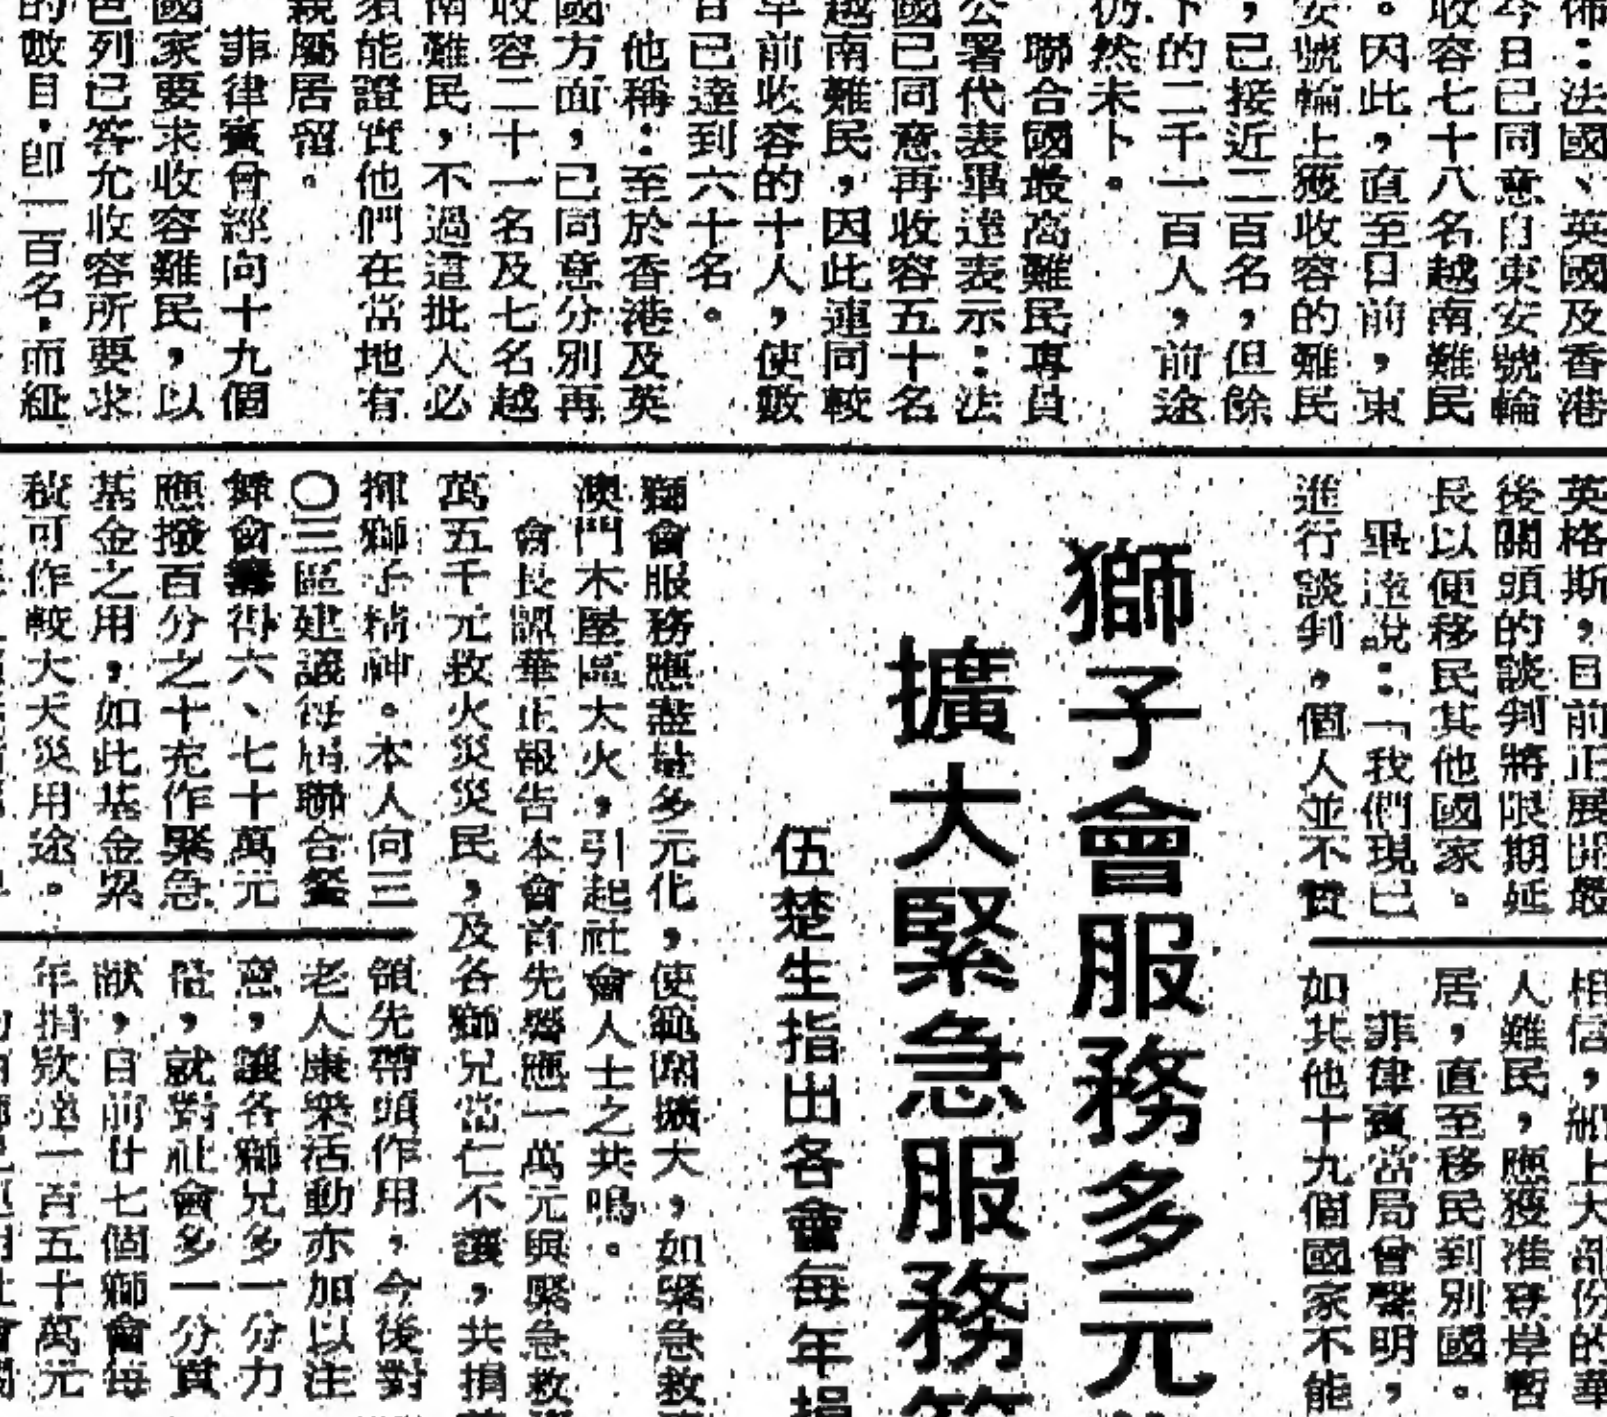 佈：法國、英國及香港
今日已同意自東安號輪
收容七十八名越南難民
。因此，直至日前，東
安號輪上獲收容的難民
，已接近二百名，但餘
下的二千一百人，前途
仍然未卜。
聯合國最高難民專員
公署代表畢達表示：法
國已同意再收容五十名
越南難民，因此連同較
早前收容的十人，使數
目已達到六十名。
他稱：至於香港及英
國方面，已同意分別再
收容二十一名及七名越
南難民，不過這批人必
須能證實他們在當地有
親屬居留。
菲律賓曾經向十九個
國家要求收容難民，以
色列已答允收容所要求
的數目，即一百名，而紐
英格斯，目前正展開最
後關頭的談判將限期延
長以便移民其他國家。
畢達說：「我們現已
進行談判，個人並不贊
相信，船上大部份的華
人難民，應獲准登岸暫
居，直至移民到別國。
菲律賓當局曾聲明，
如其他十九個國家不能
獅子會服務多元
擴大緊急服務
伍楚生指出各會每年捐
獅會服務應盡量多元化，使範圍擴大，如緊急救
澳門木屋區大火，引起社會人士之共鳴。
會長譚華正報告本會首先響應一萬元與緊急救
萬五千元救火災災民，及各獅兄當仁不讓，共捐
揮獅子精神。本人向三
〇三區建議每屆聯合餐
舞會籌得六、七十萬元
應撥百分之十充作緊急
基金之用，如此基金累
積可作較大天災用途。
領先帶頭作用，今後對
老人康樂活動亦加以注
意，讓各獅兄多一分力
量，就對社會多一分貢
献，日前廿七個獅會每
年捐欵達一百五十萬元